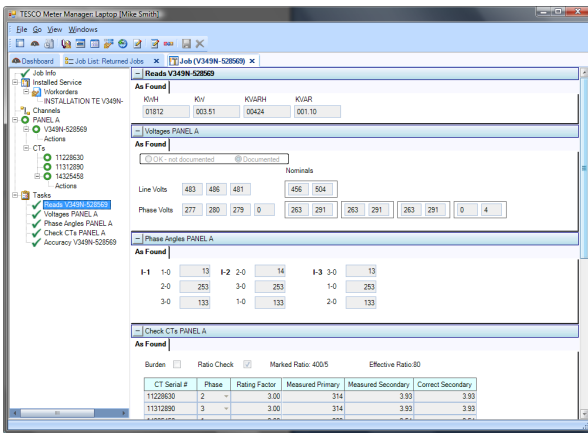 TESCO Meter Manager: Laptop [Mike Smith]
File Go View Windows
Dashboard Job List: Returned Jobs Job (V349N-528569)
Job Info
Installed Service
Workorders
INSTALLATION TE V349N-
Channels
PANEL A
V349N-528569
Actions
CTs
11228630
11312890
14325458
Actions
Tasks
Reads V349N-528569
Voltages PANEL A
Phase Angles PANEL A
Check CTs PANEL A
Accuracy V349N-528569
Reads V349N-528569
As Found
KWH KW KVARH KVAR
01812 003.51 00424 001.10
Voltages PANEL A
As Found
OK - not documented Documented
Nominals
Line Volts 483 486 481 456 504
Phase Volts 277 280 279 0 263 291 263 291 263 291 0 4
Phase Angles PANEL A
As Found
I-1 1-0 13 I-2 2-0 14 I-3 3-0 13
2-0 253 3-0 253 1-0 253
3-0 133 1-0 133 2-0 133
Check CTs PANEL A
As Found
Burden Ratio Check Marked Ratio: 400/5 Effective Ratio:80
CT Serial # Phase Rating Factor Measured Primary Measured Secondary Correct Secondary
11228630 2 3.00 314 3.93 3.93
11312890 3 3.00 314 3.93 3.93